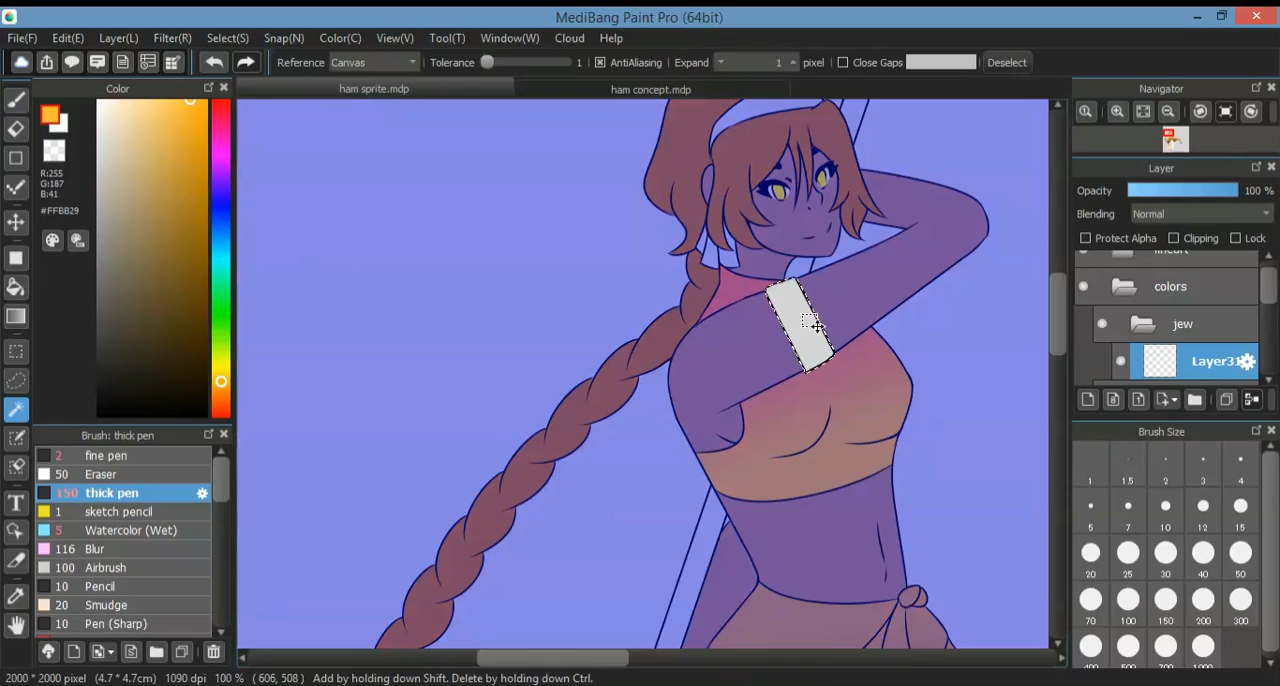 MediBang Paint Pro (64bit)
File(F) Edit(E) Layer(L) Filter(R) Select(S) Snap(N) Color(C) View(V) Tool(T) Window(W) Cloud Help
Reference Canvas Tolerance 1 AntiAliasing Expand 1 pixel Close Gaps Deselect
Color
ham sprite.mdp
ham concept.mdp
R:255
G:187
B:41
#FFBB29
Brush: thick pen
2 fine pen
50 Eraser
150 thick pen
1 sketch pencil
5 Watercolor (Wet)
116 Blur
100 Airbrush
10 Pencil
20 Smudge
10 Pen (Sharp)
Navigator
Layer
Opacity 100 %
Blending Normal
Protect Alpha Clipping Lock
lineart
colors
jew
Layer31
Brush Size
1 1.5 2 3 4
5 7 10 12 15
20 25 30 40 50
70 100 150 200 300
400 500 700 1000
2000 * 2000 pixel (4.7 * 4.7cm) 1090 dpi 100 % ( 606, 508 ) Add by holding down Shift. Delete by holding down Ctrl.